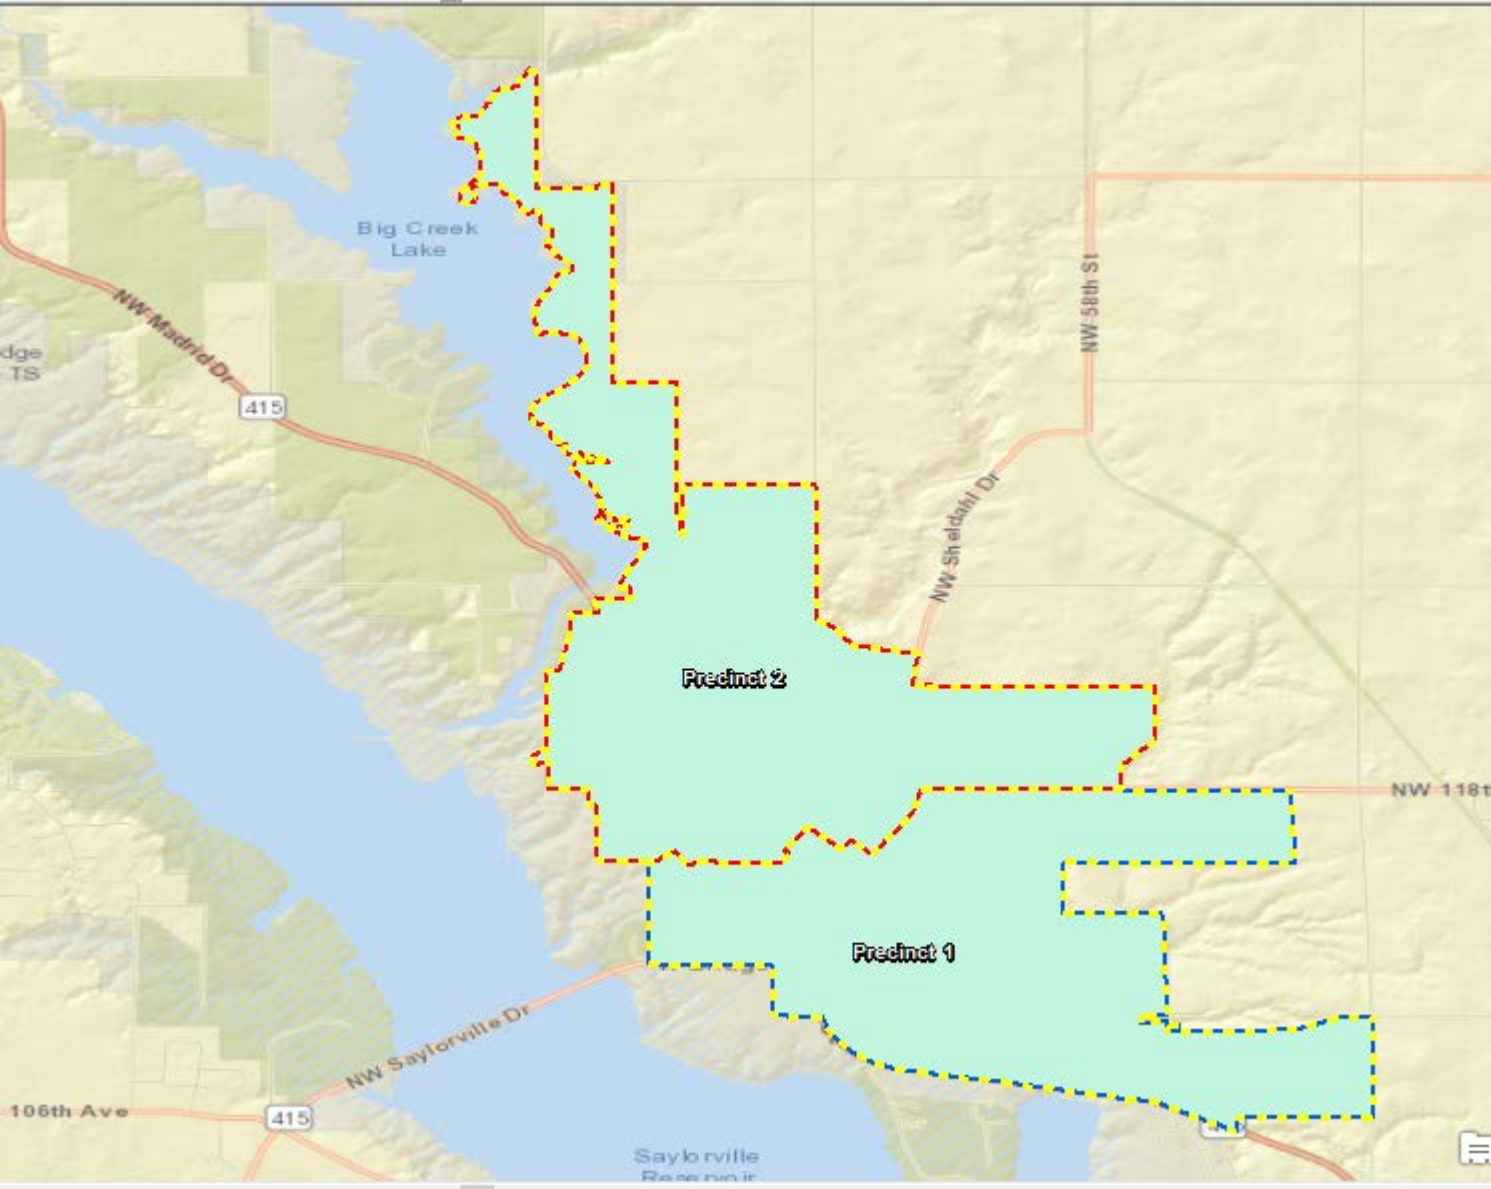 Big Creek
Lake
NW 58th St
NW Madrid Dr
dge
TS
415
NW Sheldahl Dr
Precinct 2
NW 118t
Precinct 1
NW Saylorville Dr
106th Ave
415
Saylorville
Reservoir